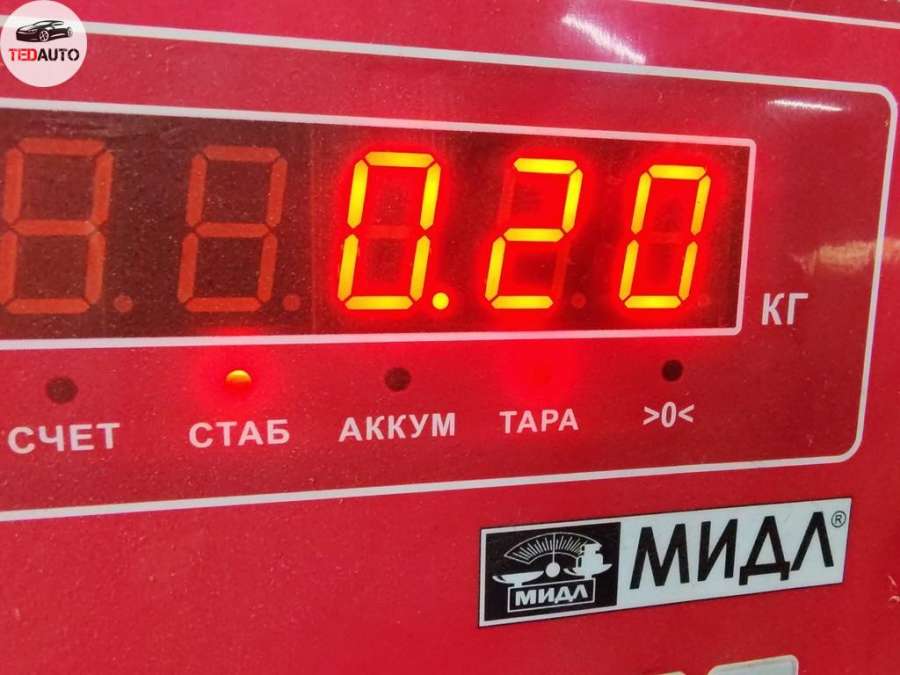 TEDAUTO
0.20
КГ
СЧЕТ СТАБ АККУМ ТАРА >0<
МИДЛ МИДЛ®